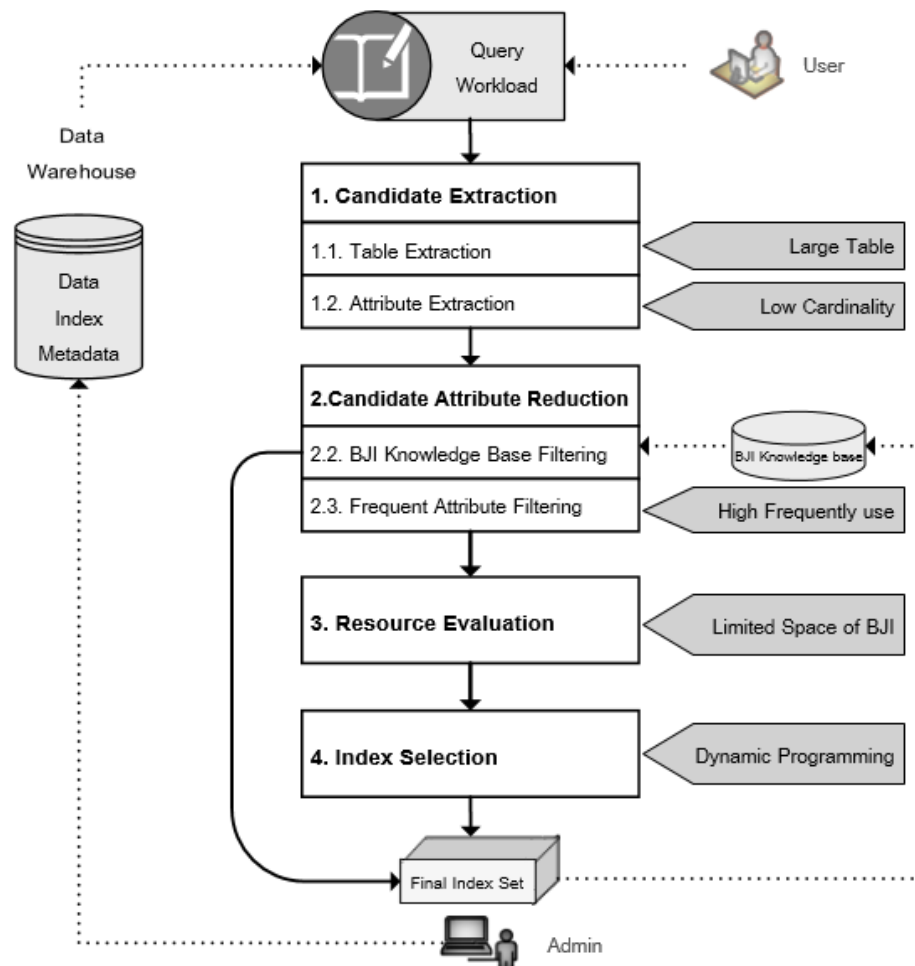 Query
Workload
User
Data
Warehouse
1. Candidate Extraction
1.1. Table Extraction
Large Table
Data
Index
Metadata
1.2. Attribute Extraction
Low Cardinality
2.Candidate Attribute Reduction
2.2. BJI Knowledge Base Filtering
BJI Knowledge base
2.3. Frequent Attribute Filtering
High Frequently use
3. Resource Evaluation
Limited Space of BJI
4. Index Selection
Dynamic Programming
Final Index Set
Admin